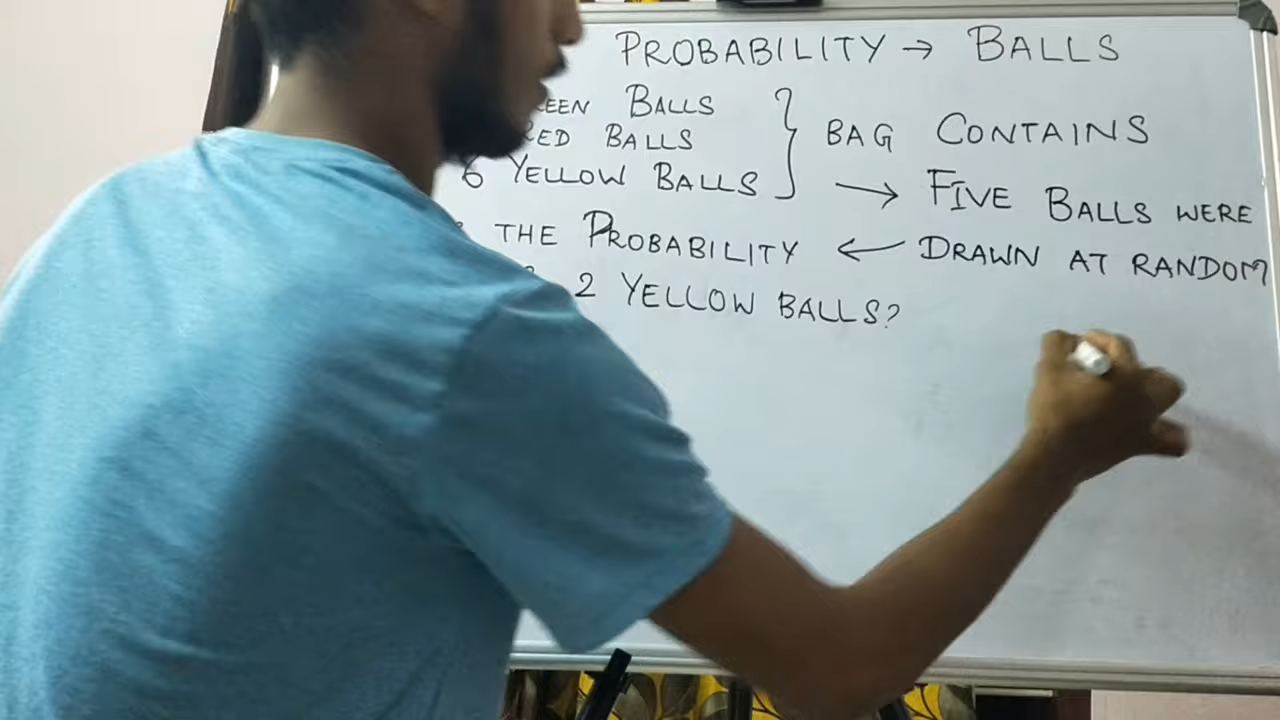 PROBABILITY → BALLS
BALLS
RED BALLS } BAG CONTAINS
6 YELLOW BALLS → FIVE BALLS WERE
THE PROBABILITY ← DRAWN AT RANDOM
2 YELLOW BALLS?